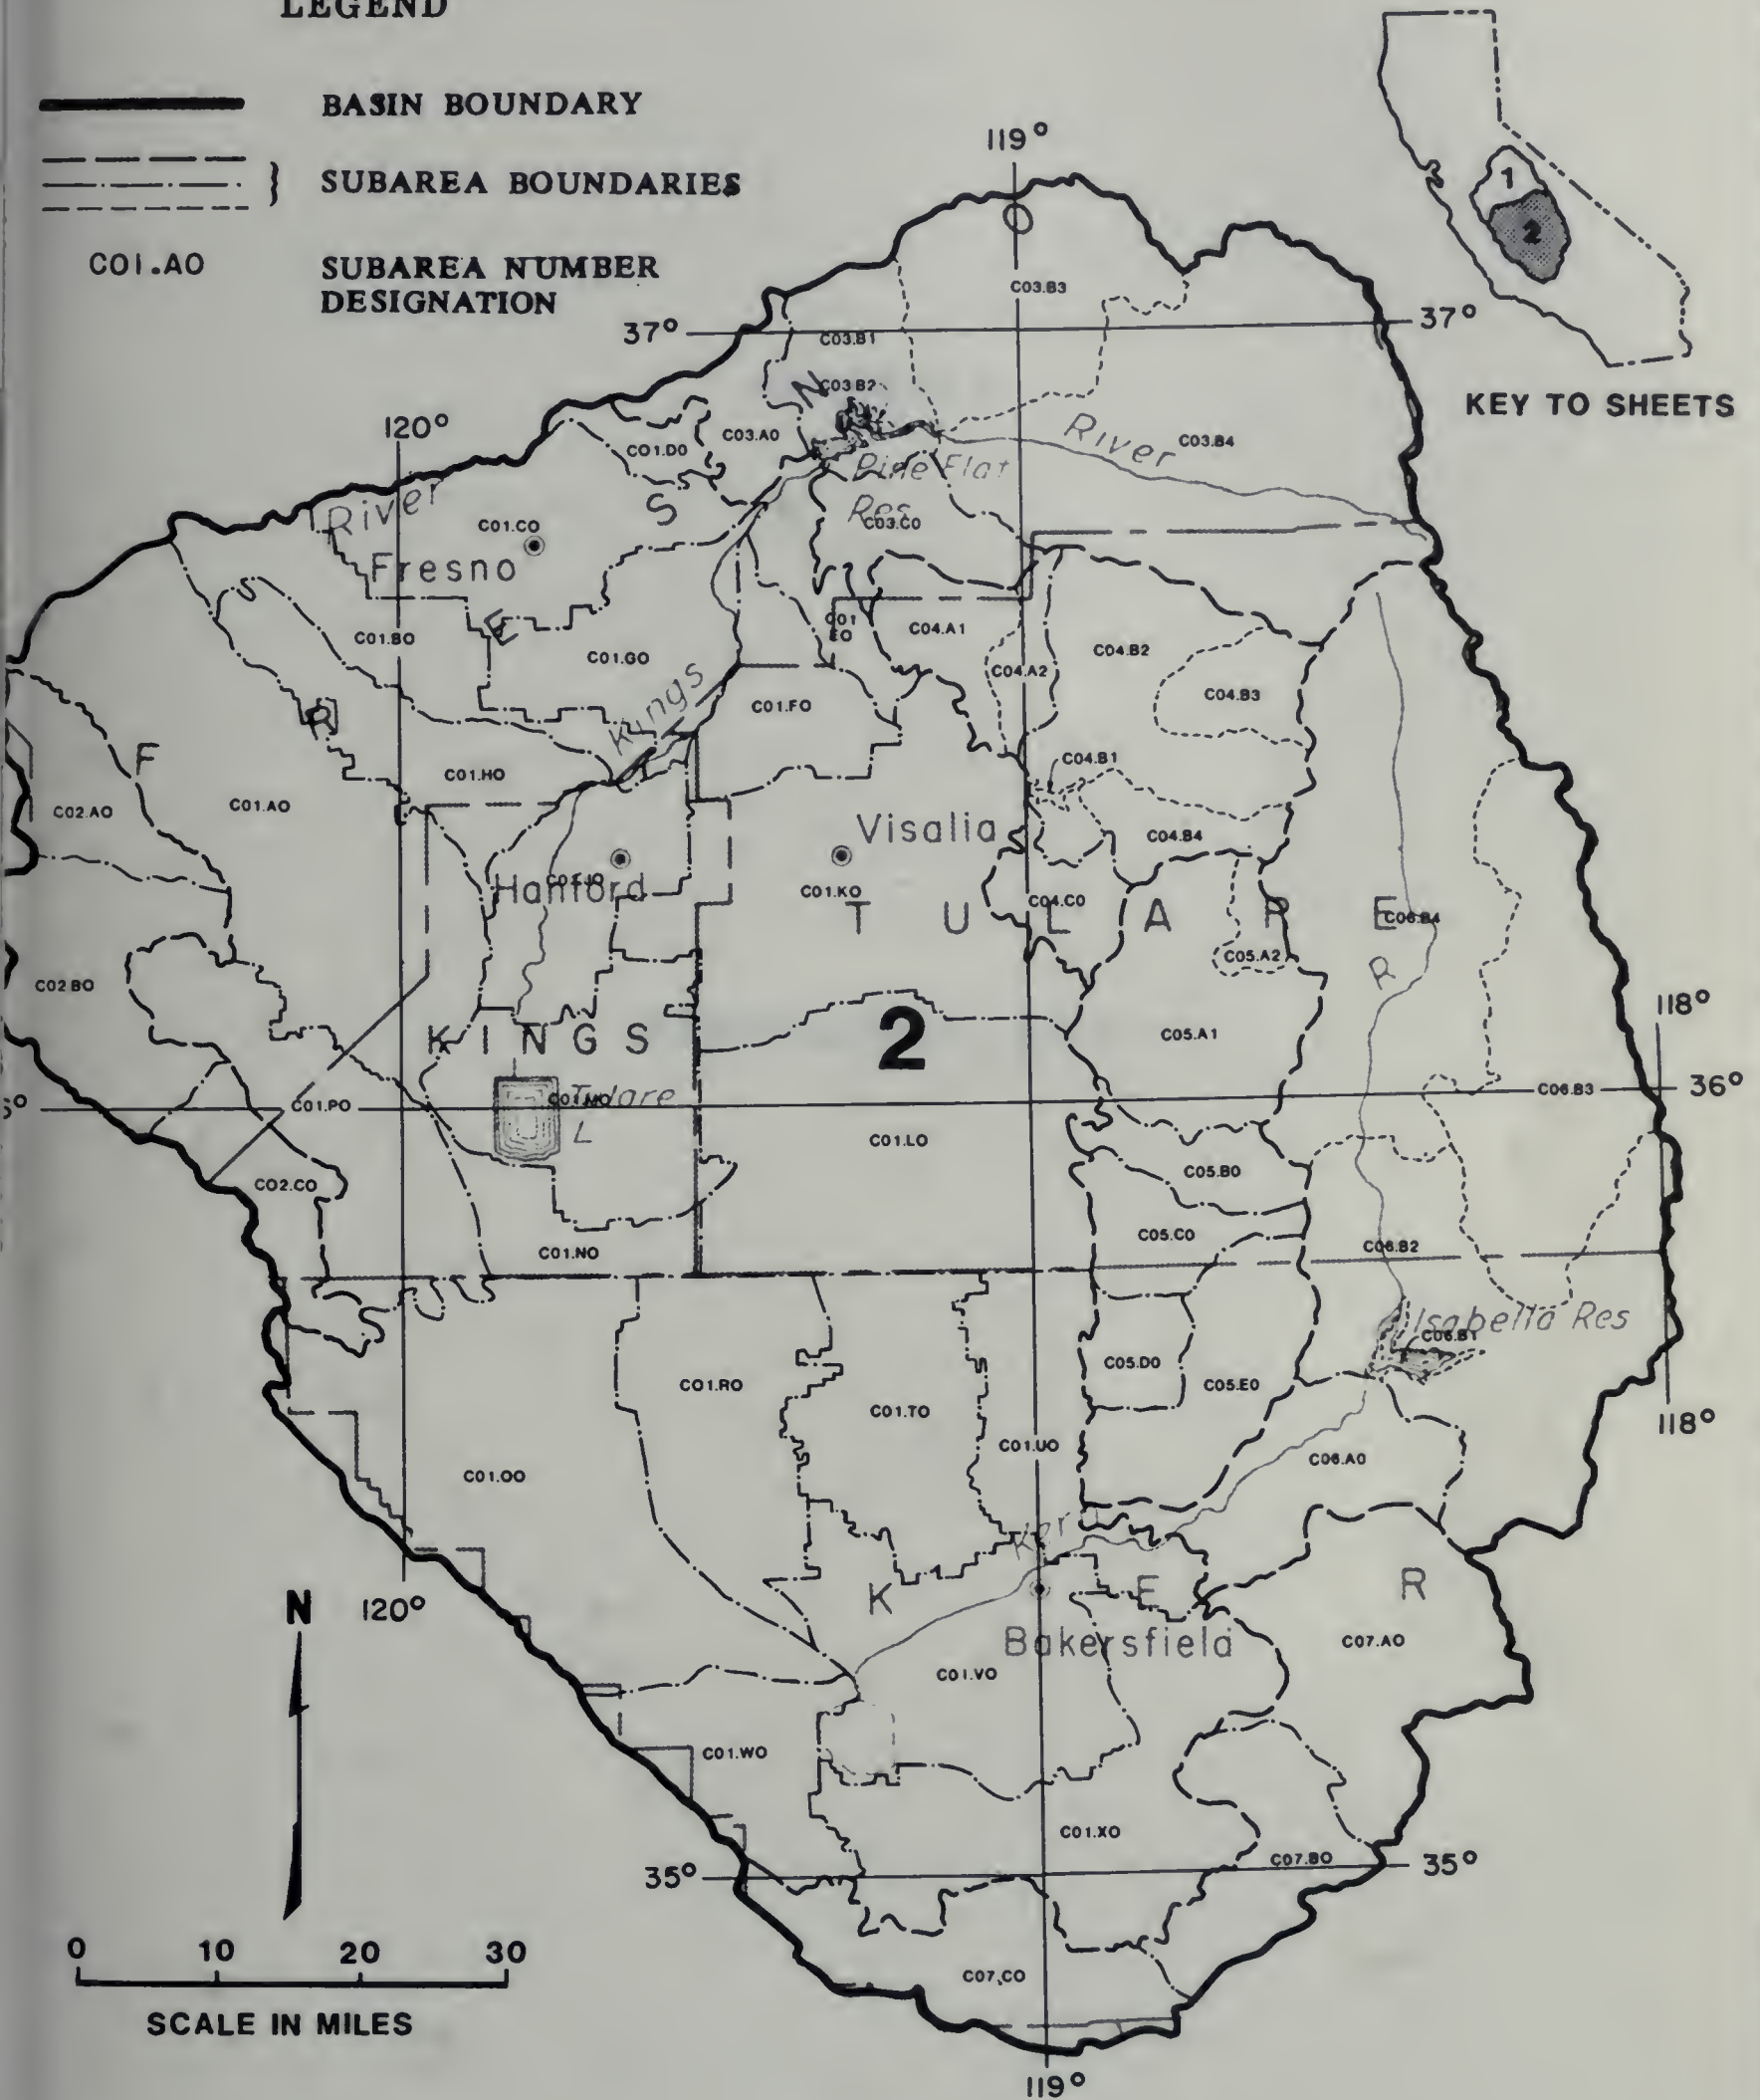 LEGEND
BASIN BOUNDARY
SUBAREA BOUNDARIES
C01.A0
SUBAREA NUMBER
DESIGNATION
1
2
KEY TO SHEETS
119°
37°
37°
120°
C03.B3
C03.B1
C03.B2
N
C03.A0
C01.D0
River
C03.B4
Pine Flat
Res
C03.C0
S
River
C01.C0
Fresno
E
C01.B0
C01.G0
C01
E0
C04.A1
C04.A2
C04.B2
C04.B3
Kings
C01.F0
R
F
C01.H0
C04.B1
C02.A0
C01.A0
Visalia
C04.B4
Hanford
C01.K0
C04.C0
T U L A R E
C06.B4
C05.A2
R
C02.B0
118°
K I N G S
2
C05.A1
36°
C06.B3
C01.P0
Tulare
L
C01.M0
C01.L0
C05.B0
C02.C0
C05.C0
C01.N0
C06.B2
Isabella Res
C06.B1
C05.D0
C05.E0
C01.R0
C01.T0
C01.U0
118°
C06.A0
C01.O0
Kern
K E R
N
120°
Bakersfield
C07.A0
C01.V0
C01.W0
C01.X0
C07.B0
35°
35°
0 10 20 30
SCALE IN MILES
C07.C0
119°